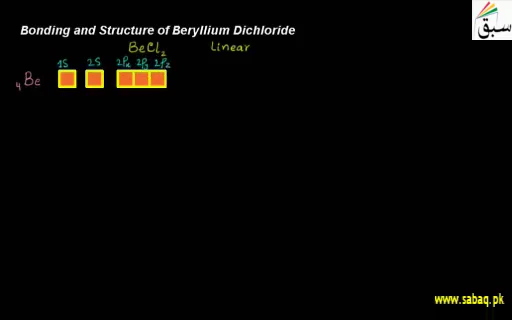 Bonding and Structure of Beryllium Dichloride
سبق
BeCl₂ Linear
1S 2S 2Px 2Py 2Pz
₄Be
www.sabaq.pk